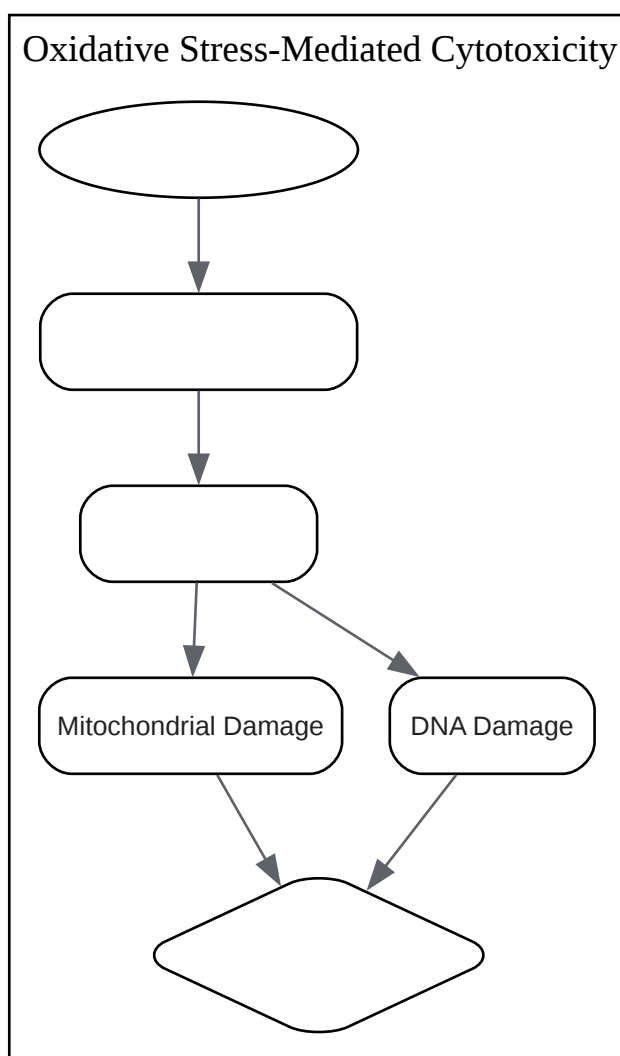 Oxidative Stress-Mediated Cytotoxicity
Mitochondrial Damage
DNA Damage